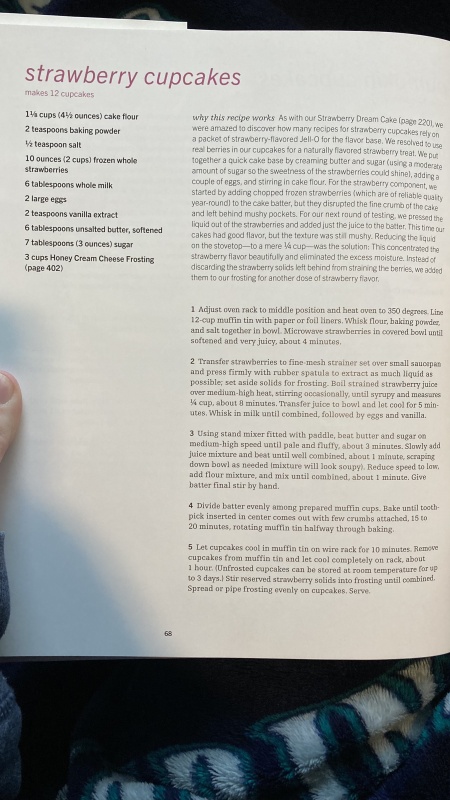 strawberry cupcakes
makes 12 cupcakes
1⅛ cups (4½ ounces) cake flour
2 teaspoons baking powder
½ teaspoon salt
10 ounces (2 cups) frozen whole
strawberries
6 tablespoons whole milk
2 large eggs
2 teaspoons vanilla extract
6 tablespoons unsalted butter, softened
7 tablespoons (3 ounces) sugar
3 cups Honey Cream Cheese Frosting
(page 402)
why this recipe works As with our Strawberry Dream Cake (page 220), we
were amazed to discover how many recipes for strawberry cupcakes rely on
a packet of strawberry-flavored Jell-O for the flavor base. We resolved to use
real berries in our cupcakes for a naturally flavored strawberry treat. We put
together a quick cake base by creaming butter and sugar (using a moderate
amount of sugar so the sweetness of the strawberries could shine), adding a
couple of eggs, and stirring in cake flour. For the strawberry component, we
started by adding chopped frozen strawberries (which are of reliable quality
year-round) to the cake batter, but they disrupted the fine crumb of the cake
and left behind mushy pockets. For our next round of testing, we pressed the
liquid out of the strawberries and added just the juice to the batter. This time our
cakes had good flavor, but the texture was still mushy. Reducing the liquid
on the stovetop—to a mere ¼ cup—was the solution: This concentrated the
strawberry flavor beautifully and eliminated the excess moisture. Instead of
discarding the strawberry solids left behind from straining the berries, we added
them to our frosting for another dose of strawberry flavor.
1 Adjust oven rack to middle position and heat oven to 350 degrees. Line
12-cup muffin tin with paper or foil liners. Whisk flour, baking powder,
and salt together in bowl. Microwave strawberries in covered bowl until
softened and very juicy, about 4 minutes.
2 Transfer strawberries to fine-mesh strainer set over small saucepan
and press firmly with rubber spatula to extract as much liquid as
possible; set aside solids for frosting. Boil strained strawberry juice
over medium-high heat, stirring occasionally, until syrupy and measures
¼ cup, about 8 minutes. Transfer juice to bowl and let cool for 5 min-
utes. Whisk in milk until combined, followed by eggs and vanilla.
3 Using stand mixer fitted with paddle, beat butter and sugar on
medium-high speed until pale and fluffy, about 3 minutes. Slowly add
juice mixture and beat until well combined, about 1 minute, scraping
down bowl as needed (mixture will look soupy). Reduce speed to low,
add flour mixture, and mix until combined, about 1 minute. Give
batter final stir by hand.
4 Divide batter evenly among prepared muffin cups. Bake until tooth-
pick inserted in center comes out with few crumbs attached, 15 to
20 minutes, rotating muffin tin halfway through baking.
5 Let cupcakes cool in muffin tin on wire rack for 10 minutes. Remove
cupcakes from muffin tin and let cool completely on rack, about
1 hour. (Unfrosted cupcakes can be stored at room temperature for up
to 3 days.) Stir reserved strawberry solids into frosting until combined.
Spread or pipe frosting evenly on cupcakes. Serve.
68